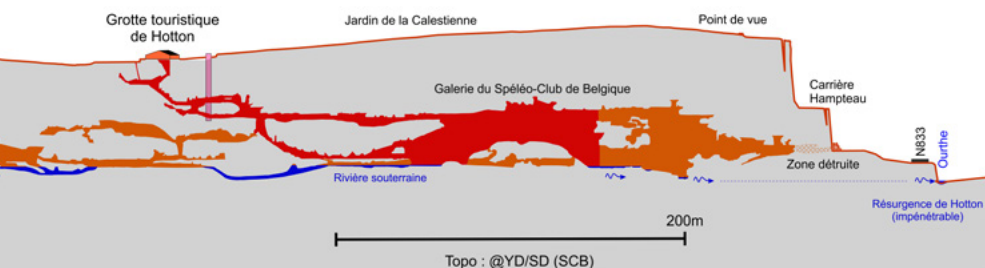 Grotte touristique
de Hotton
Jardin de la Calestienne
Point de vue
Carrière
Hampteau
Galerie du Spéléo-Club de Belgique
N833
Ourthe
Zone détruite
Rivière souterraine
Résurgence de Hotton
(impénétrable)
200m
Topo : @YD/SD (SCB)